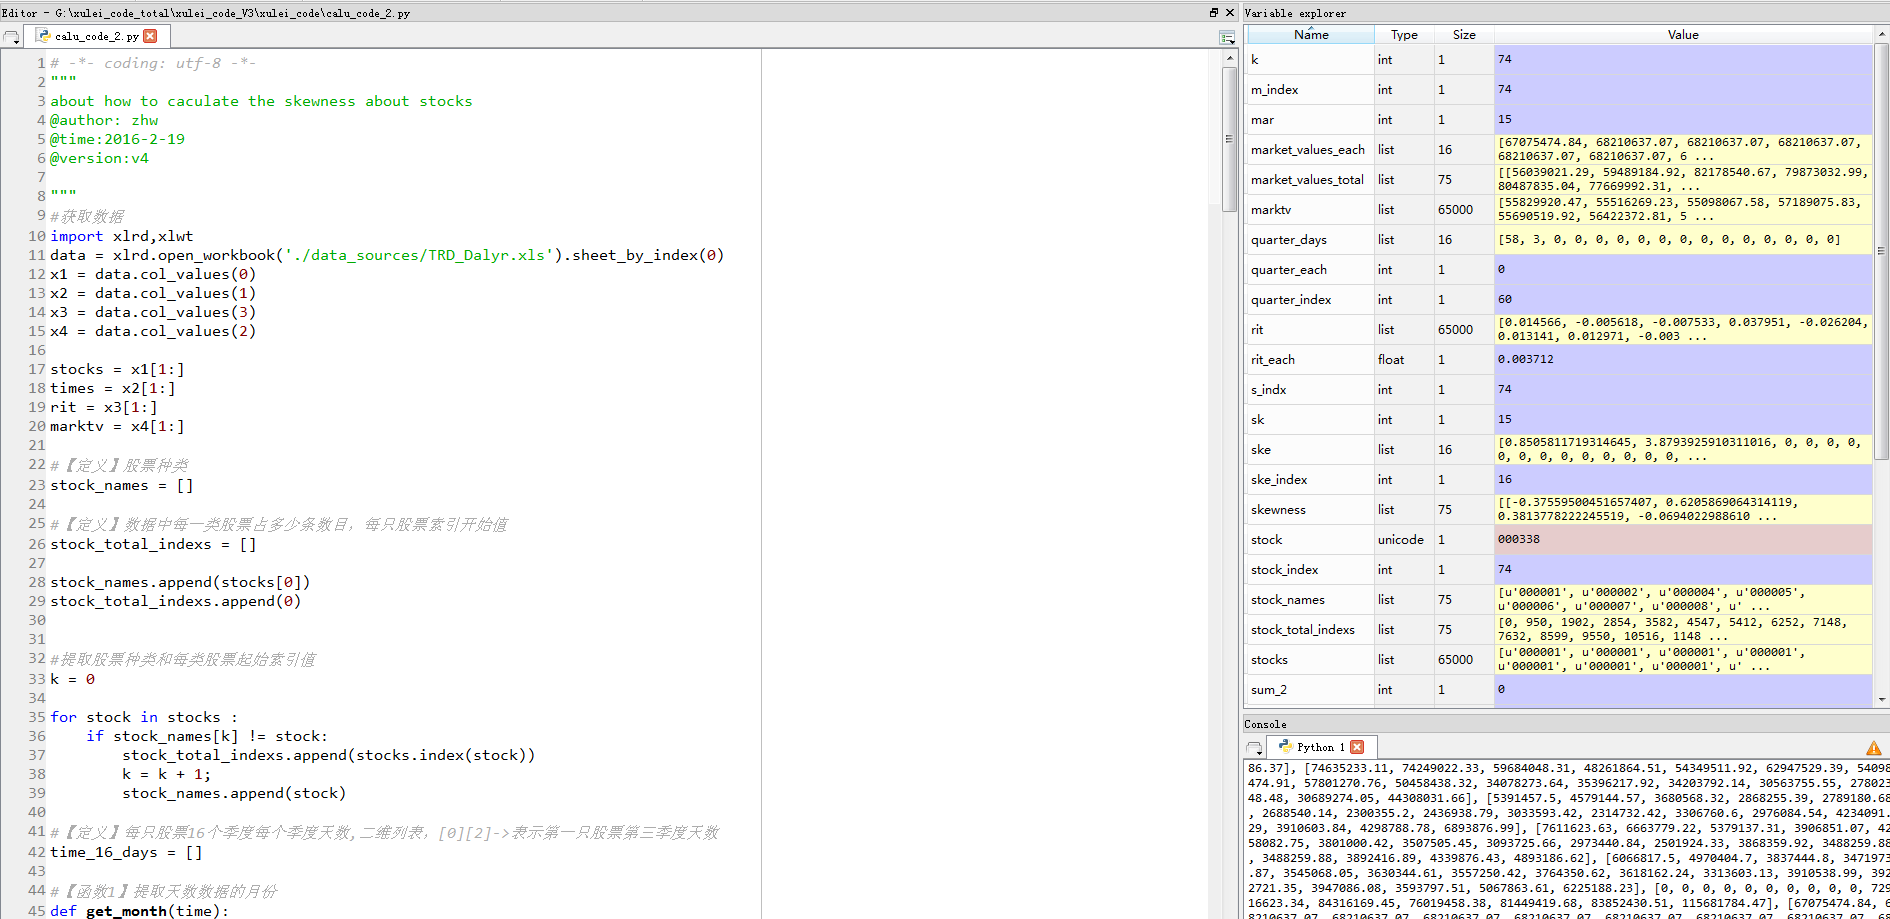 Editor - G:\xulei_code_total\xulei_code_V3\xulei_code\calu_code_2.py
calu_code_2.py
1 # -*- coding: utf-8 -*-
2 """
3 about how to caculate the skewness about stocks
4 @author: zhw
5 @time:2016-2-19
6 @version:v4
7
8 """
9 #获取数据
10 import xlrd,xlwt
11 data = xlrd.open_workbook('./data_sources/TRD_Dalyr.xls').sheet_by_index(0)
12 x1 = data.col_values(0)
13 x2 = data.col_values(1)
14 x3 = data.col_values(3)
15 x4 = data.col_values(2)
16
17 stocks = x1[1:]
18 times = x2[1:]
19 rit = x3[1:]
20 marktv = x4[1:]
21
22 #【定义】股票种类
23 stock_names = []
24
25 #【定义】数据中每一类股票占多少条数目，每只股票索引开始值
26 stock_total_indexs = []
27
28 stock_names.append(stocks[0])
29 stock_total_indexs.append(0)
30
31
32 #提取股票种类和每类股票起始索引值
33 k = 0
34
35 for stock in stocks :
36     if stock_names[k] != stock:
37         stock_total_indexs.append(stocks.index(stock))
38         k = k + 1;
39         stock_names.append(stock)
40
41 #【定义】每只股票16个季度每个季度天数,二维列表，[0][2]->表示第一只股票第三季度天数
42 time_16_days = []
43
44 #【函数1】提取天数数据的月份
45 def get_month(time):
Variable explorer
Name Type Size Value
k int 1 74
m_index int 1 74
mar int 1 15
market_values_each list 16 [67075474.84, 68210637.07, 68210637.07, 68210637.07,
68210637.07, 68210637.07, 6 ...
market_values_total list 75 [[56039021.29, 59489184.92, 82178540.67, 79873032.99,
80487835.04, 77669992.31, ...
marktv list 65000 [55829920.47, 55516269.23, 55098067.58, 57189075.83,
55690519.92, 56422372.81, 5 ...
quarter_days list 16 [58, 3, 0, 0, 0, 0, 0, 0, 0, 0, 0, 0, 0, 0, 0, 0]
quarter_each int 1 0
quarter_index int 1 60
rit list 65000 [0.014566, -0.005618, -0.007533, 0.037951, -0.026204,
0.013141, 0.012971, -0.003 ...
rit_each float 1 0.003712
s_indx int 1 74
sk int 1 15
ske list 16 [0.8505811719314645, 3.8793925910311016, 0, 0, 0, 0,
0, 0, 0, 0, 0, 0, 0, 0, 0, ...
ske_index int 1 16
skewness list 75 [[-0.37559500451657407, 0.6205869064314119,
0.3813778222245519, -0.0694022988610 ...
stock unicode 1 000338
stock_index int 1 74
stock_names list 75 [u'000001', u'000002', u'000004', u'000005',
u'000006', u'000007', u'000008', u' ...
stock_total_indexs list 75 [0, 950, 1902, 2854, 3582, 4547, 5412, 6252, 7148,
7632, 8599, 9550, 10516, 1148 ...
stocks list 65000 [u'000001', u'000001', u'000001', u'000001',
u'000001', u'000001', u'000001', u' ...
sum_2 int 1 0
Console
Python 1
86.37], [74635233.11, 74249022.33, 59684048.31, 48261864.51, 54349511.92, 62947529.39, 54098
474.91, 57801270.76, 50458438.32, 34078273.64, 35396217.92, 34203792.14, 30563755.55, 278023
48.48, 30689274.05, 44308031.66], [5391457.5, 4579144.57, 3680568.32, 2868255.39, 2789180.68
, 2688540.14, 2300355.2, 2436938.79, 3033593.42, 2314732.42, 3306760.6, 2976084.54, 4234091.
29, 3910603.84, 4298788.78, 6893876.99], [7611623.63, 6663779.22, 5379137.31, 3906851.07, 42
58082.75, 3801000.42, 3507505.45, 3093725.66, 2973440.84, 2501924.33, 3868359.92, 3488259.88
, 3488259.88, 3892416.89, 4339876.43, 4893186.62], [6066817.5, 4970404.7, 3837444.8, 3471973
.87, 3545068.05, 3630344.61, 3557250.42, 3764350.62, 3618162.24, 3313603.13, 3910538.99, 392
2721.35, 3947086.08, 3593797.51, 5067863.61, 6225188.23], [0, 0, 0, 0, 0, 0, 0, 0, 0, 0, 729
16623.34, 84316169.45, 76019458.38, 81449419.68, 83852430.51, 115681784.47], [67075474.84, 6
8210637.07, 68210637.07, 68210637.07, 68210637.07, 68210637.07, 68210637.07, 68210637.07, 68